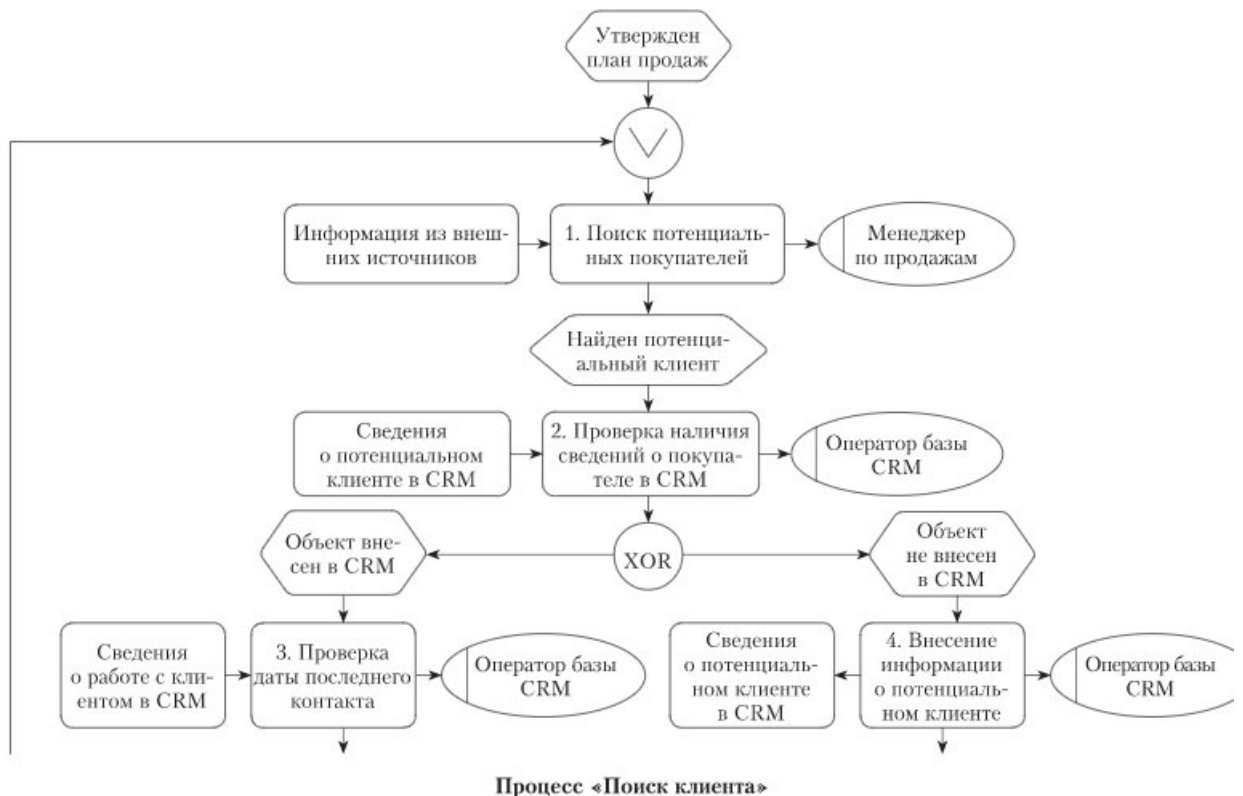 Утвержден
план продаж
Информация из внеш-
них источников
1. Поиск потенциаль-
ных покупателей
Менеджер
по продажам
Найден потенци-
альный клиент
Сведения
о потенциальном
клиенте в CRM
2. Проверка наличия
сведений о покупа-
теле в CRM
Оператор базы
CRM
Объект вне-
сен в CRM
XOR
Объект
не внесен
в CRM
Сведения
о работе с кли-
ентом в CRM
3. Проверка
даты последнего
контакта
Оператор базы
CRM
Сведения
о потенциаль-
ном клиенте
в CRM
4. Внесение
информации
о потенциаль-
ном клиенте
Оператор базы
CRM
Процесс «Поиск клиента»